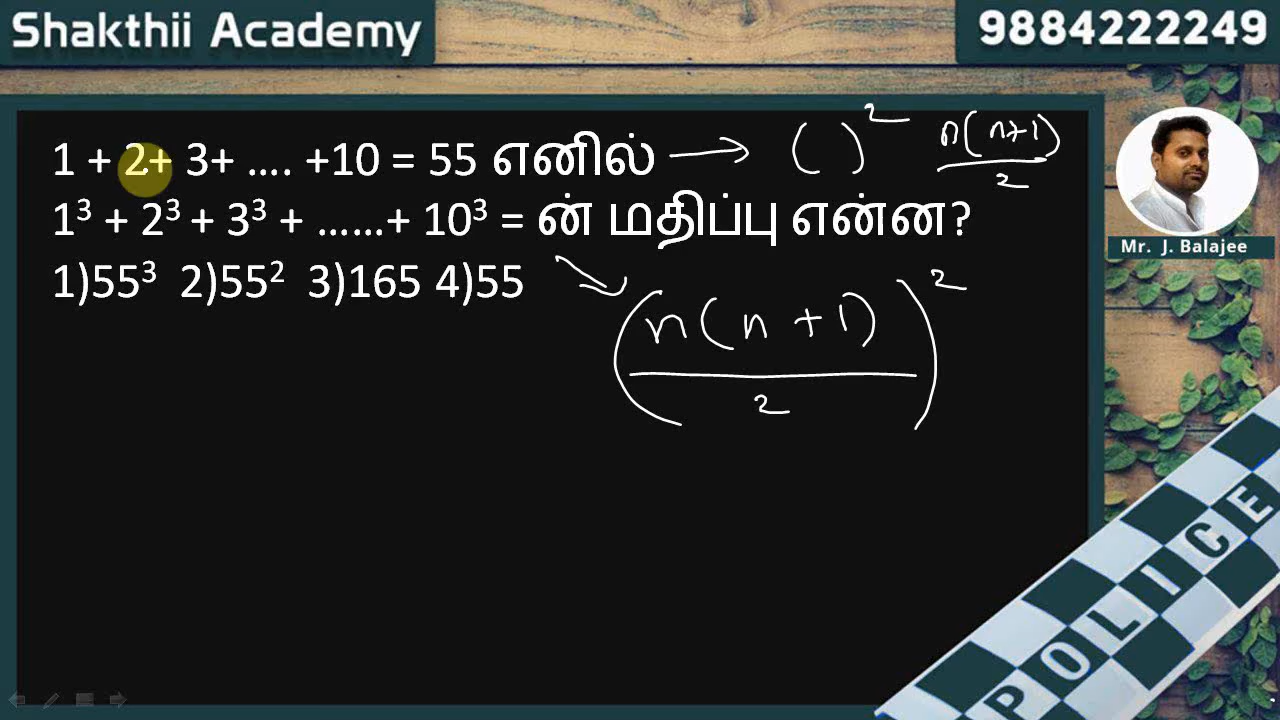 Shakthii Academy
9884222249
1 + 2+ 3+ .... +10 = 55 எனில் → ( )² n(n+1)/2
1³ + 2³ + 3³ + ......+ 10³ = ன் மதிப்பு என்ன?
1)55³ 2)55² 3)165 4)55
(n(n+1)/2)²
Mr. J. Balajee
POLICE